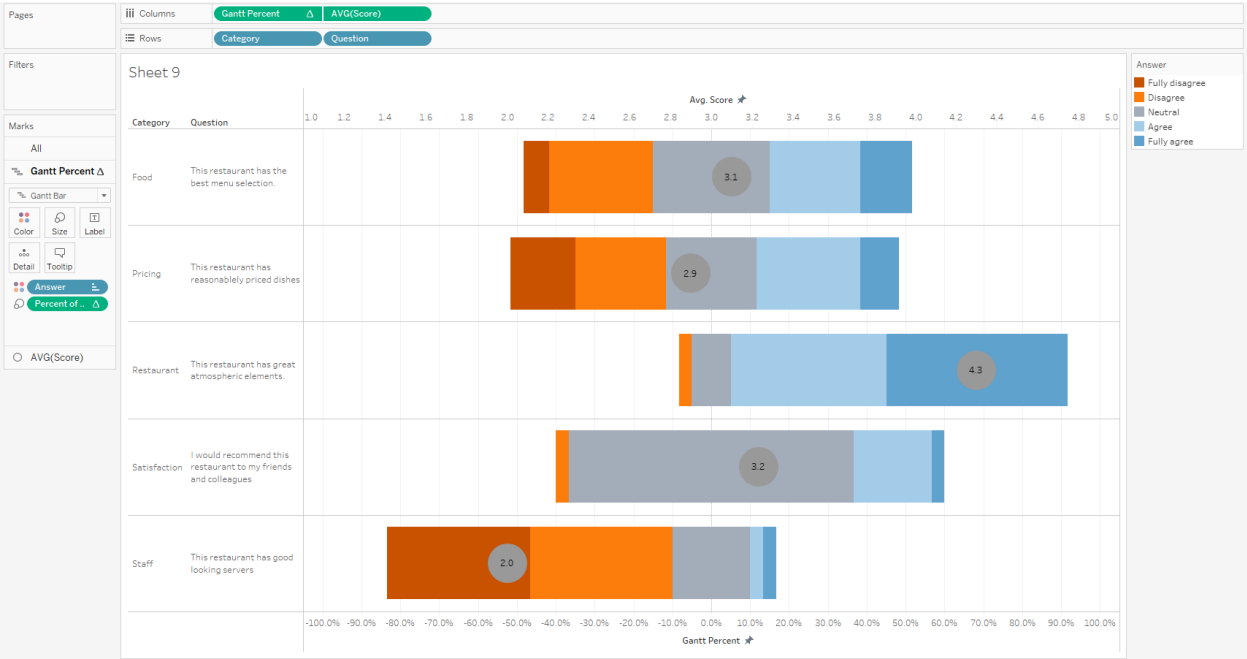 Pages
Columns
Gantt Percent Δ
AVG(Score)
Rows
Category
Question
Filters
Marks
All
Gantt Percent Δ
Gantt Bar
Color
Size
Label
Detail
Tooltip
Answer
Percent of .. Δ
AVG(Score)
Sheet 9
Avg. Score
Category
Question
1.0 1.2 1.4 1.6 1.8 2.0 2.2 2.4 2.6 2.8 3.0 3.2 3.4 3.6 3.8 4.0 4.2 4.4 4.6 4.8 5.0
Food
This restaurant has the
best menu selection.
3.1
Pricing
This restaurant has
reasonablely priced dishes
2.9
Restaurant
This restaurant has great
atmospheric elements.
4.3
Satisfaction
I would recommend this
restaurant to my friends
and colleagues
3.2
Staff
This restaurant has good
looking servers
2.0
-100.0% -90.0% -80.0% -70.0% -60.0% -50.0% -40.0% -30.0% -20.0% -10.0% 0.0% 10.0% 20.0% 30.0% 40.0% 50.0% 60.0% 70.0% 80.0% 90.0% 100.0%
Gantt Percent
Answer
Fully disagree
Disagree
Neutral
Agree
Fully agree